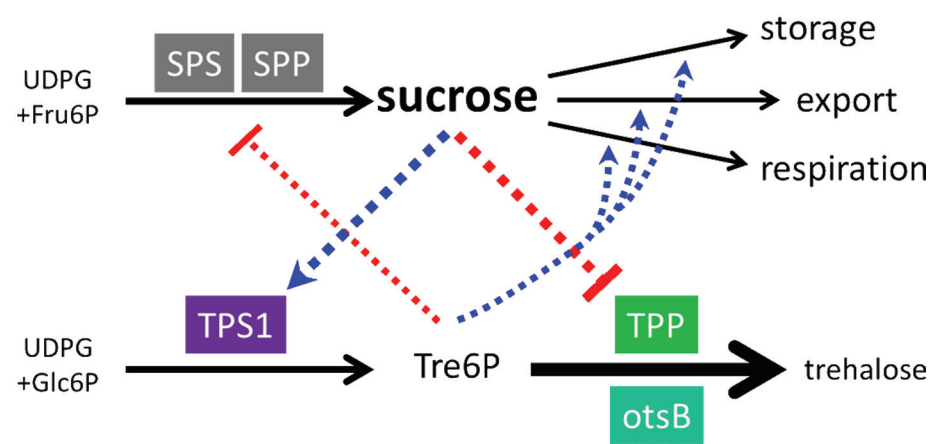 storage
SPS SPP
UDPG
+Fru6P
sucrose
export
respiration
TPS1
TPP
UDPG
+Glc6P
Tre6P
trehalose
otsB